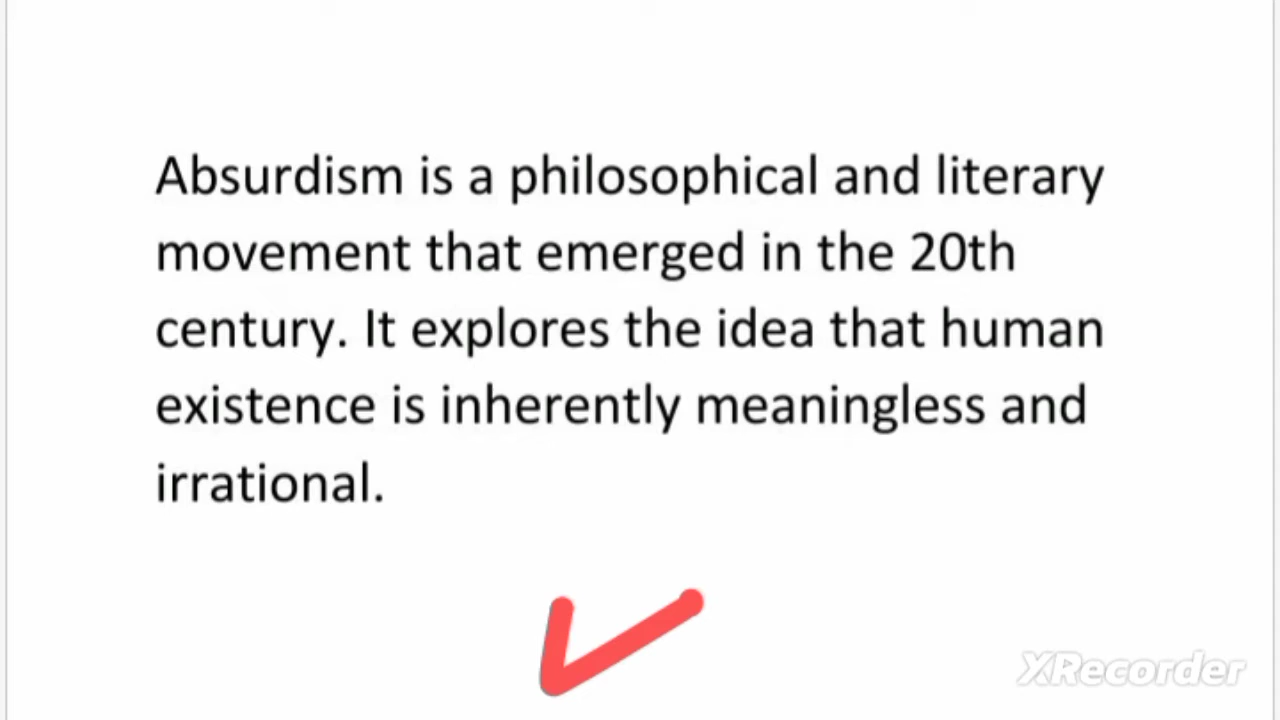 Absurdism is a philosophical and literary
movement that emerged in the 20th
century. It explores the idea that human
existence is inherently meaningless and
irrational.
XRecorder